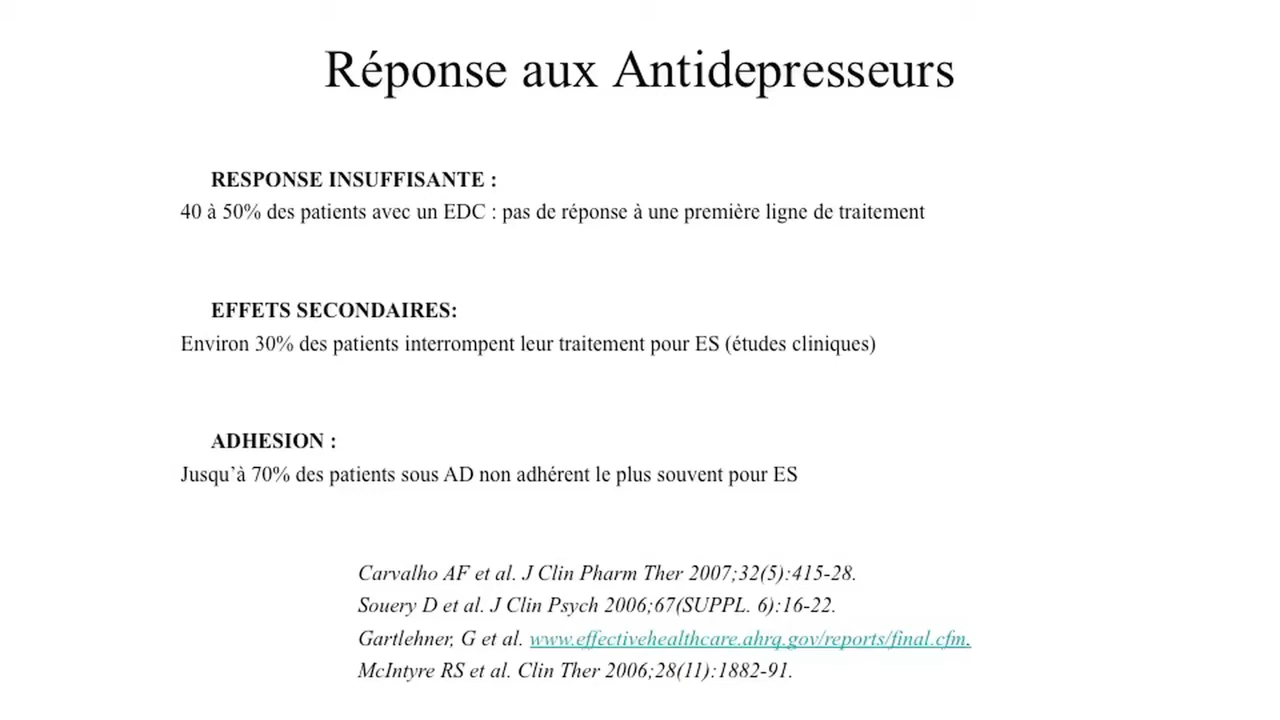 Réponse aux Antidepresseurs
RESPONSE INSUFFISANTE :
40 à 50% des patients avec un EDC : pas de réponse à une première ligne de traitement
EFFETS SECONDAIRES:
Environ 30% des patients interrompent leur traitement pour ES (études cliniques)
ADHESION :
Jusqu'à 70% des patients sous AD non adhérent le plus souvent pour ES
Carvalho AF et al. J Clin Pharm Ther 2007;32(5):415-28.
Souery D et al. J Clin Psych 2006;67(SUPPL. 6):16-22.
Gartlehner, G et al. www.effectivehealthcare.ahrq.gov/reports/final.cfm.
McIntyre RS et al. Clin Ther 2006;28(11):1882-91.